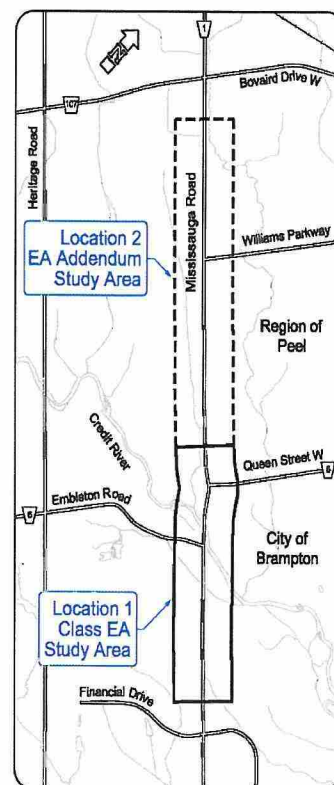 N
1
Bovaird Drive W
107
Heritage Road
Mississauga Road
Location 2
EA Addendum
Study Area
Williams Parkway
Region of
Peel
Credit River
Queen Street W
6
Embleton Road
6
City of
Brampton
Location 1
Class EA
Study Area
Financial Drive